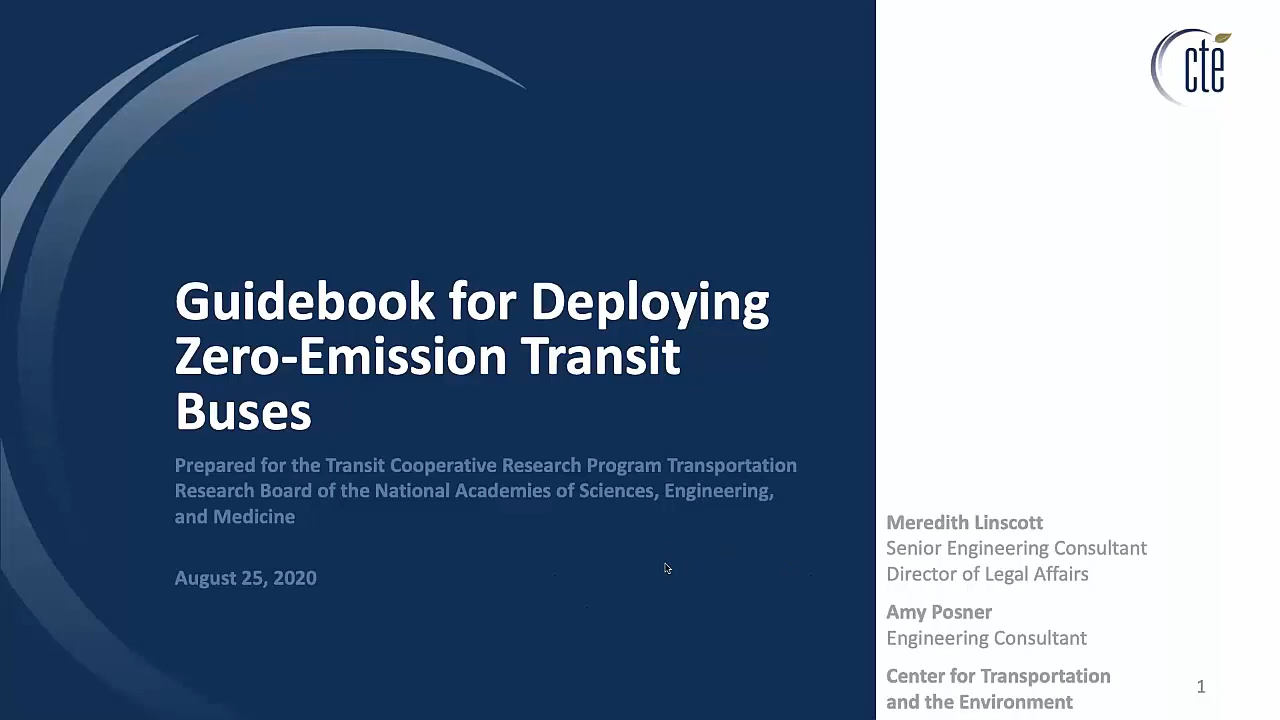 cte
Guidebook for Deploying
Zero-Emission Transit
Buses
Prepared for the Transit Cooperative Research Program Transportation
Research Board of the National Academies of Sciences, Engineering,
and Medicine
August 25, 2020
Meredith Linscott
Senior Engineering Consultant
Director of Legal Affairs
Amy Posner
Engineering Consultant
Center for Transportation
and the Environment
1